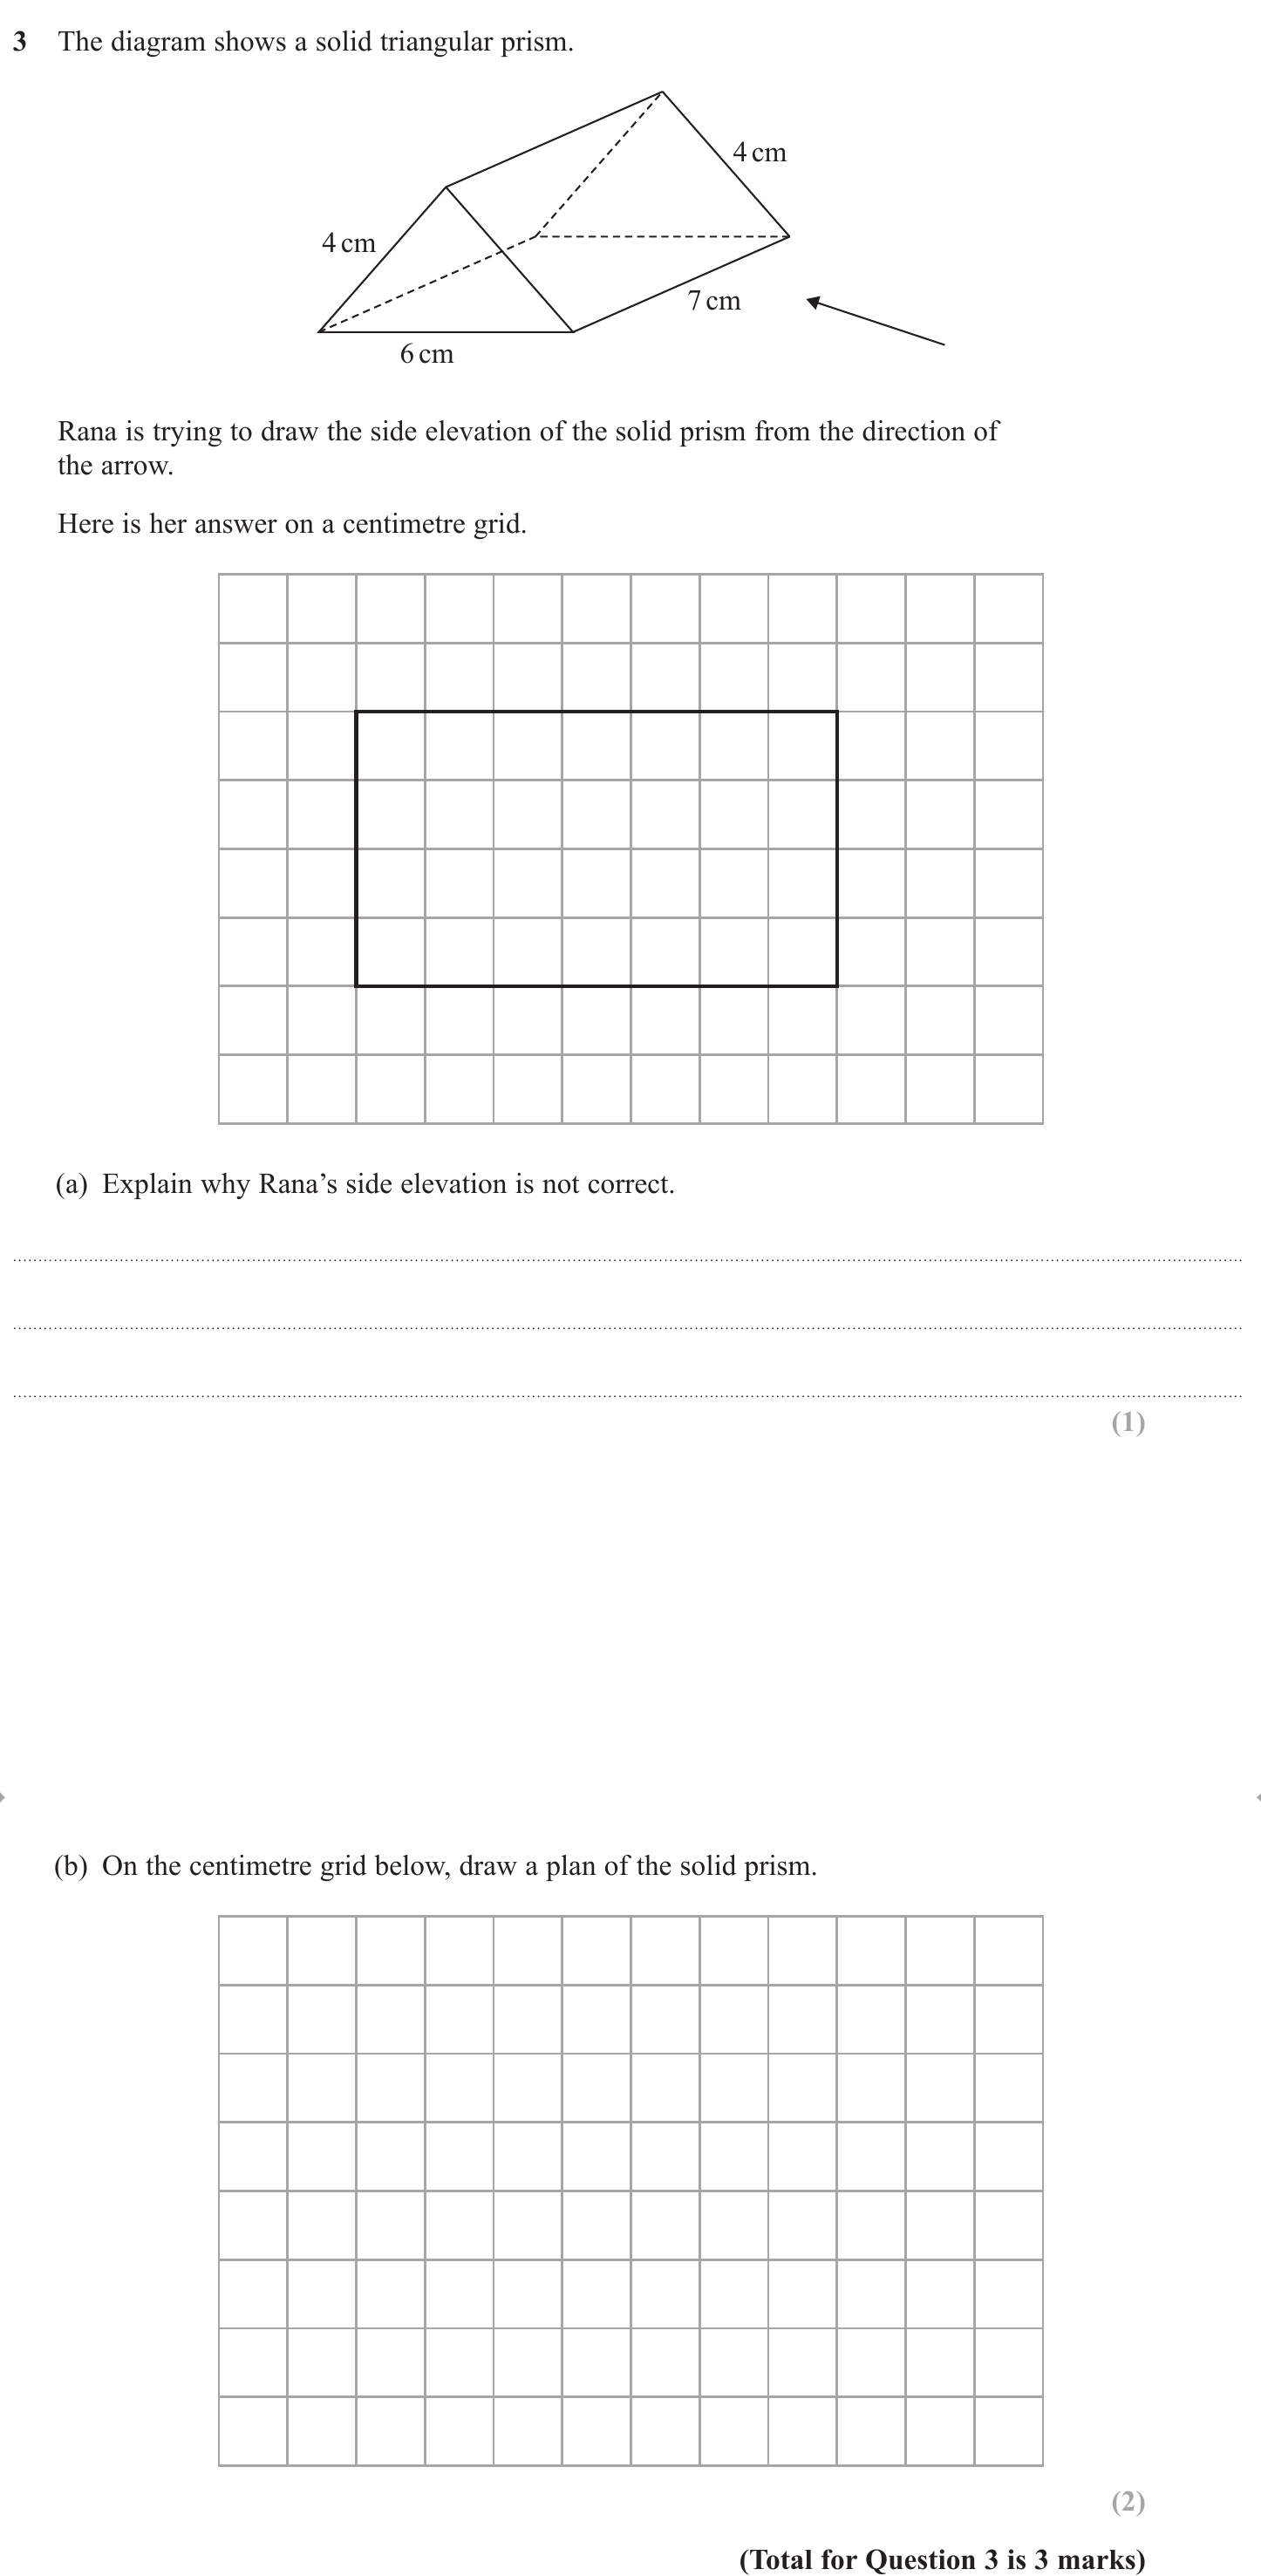 3 The diagram shows a solid triangular prism.
4 cm
4 cm
7 cm
6 cm
Rana is trying to draw the side elevation of the solid prism from the direction of
the arrow.
Here is her answer on a centimetre grid.
(a) Explain why Rana’s side elevation is not correct.
(1)
(b) On the centimetre grid below, draw a plan of the solid prism.
(2)
(Total for Question 3 is 3 marks)